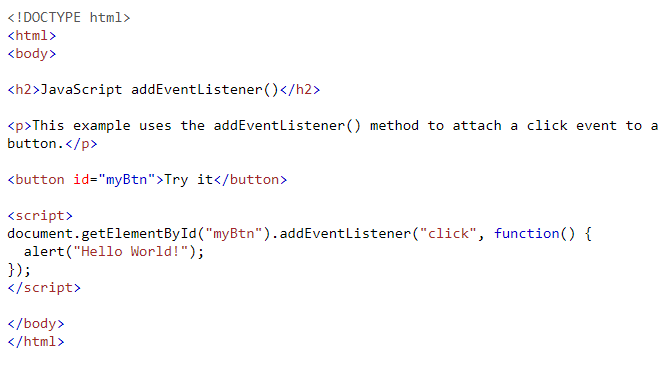 <!DOCTYPE html>
<html>
<body>

<h2>JavaScript addEventListener()</h2>

<p>This example uses the addEventListener() method to attach a click event to a
button.</p>

<button id="myBtn">Try it</button>

<script>
document.getElementById("myBtn").addEventListener("click", function() {
  alert("Hello World!");
});
</script>

</body>
</html>